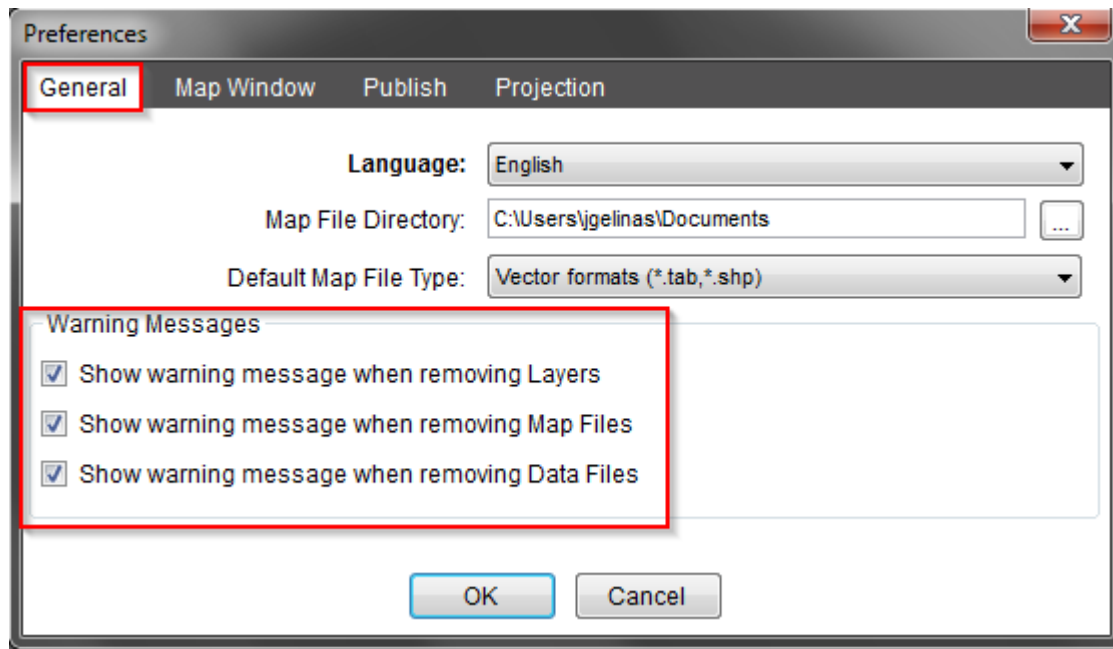 Preferences
General Map Window Publish Projection
Language: English
Map File Directory: C:\Users\jgelinas\Documents ...
Default Map File Type: Vector formats (*.tab,*.shp)
Warning Messages
Show warning message when removing Layers
Show warning message when removing Map Files
Show warning message when removing Data Files
OK Cancel